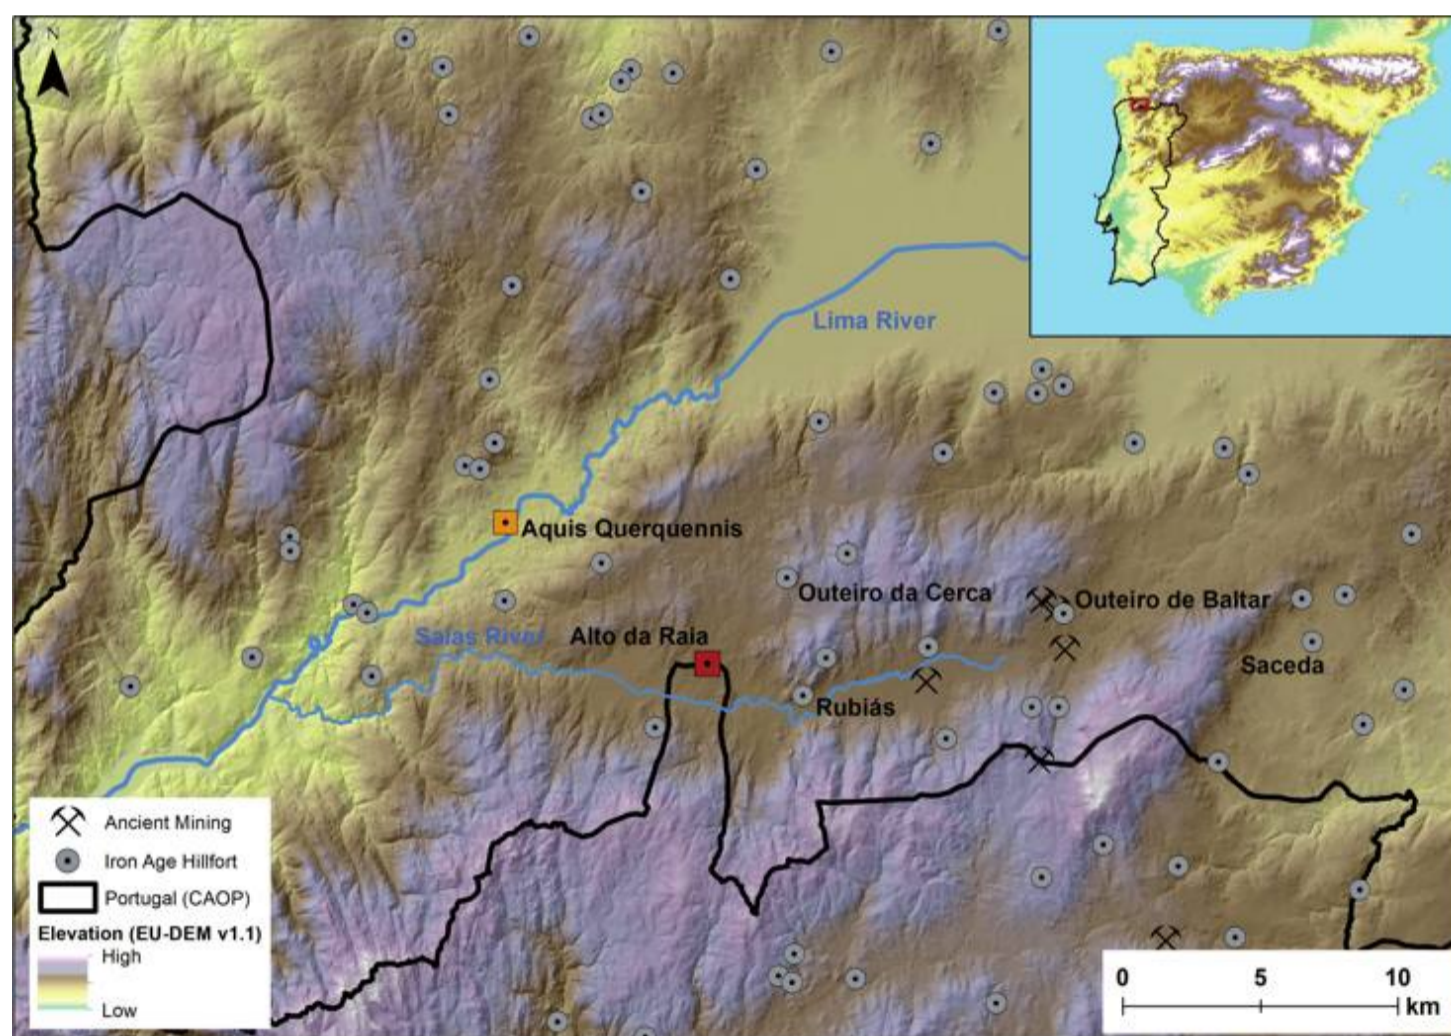 N
Lima River
Aquis Querquennis
Outeiro da Cerca
Outeiro de Baltar
Salas River
Alto da Raia
Saceda
Rubiás
Ancient Mining
Iron Age Hillfort
Portugal (CAOP)
Elevation (EU-DEM v1.1)
High
Low
0 5 10
km